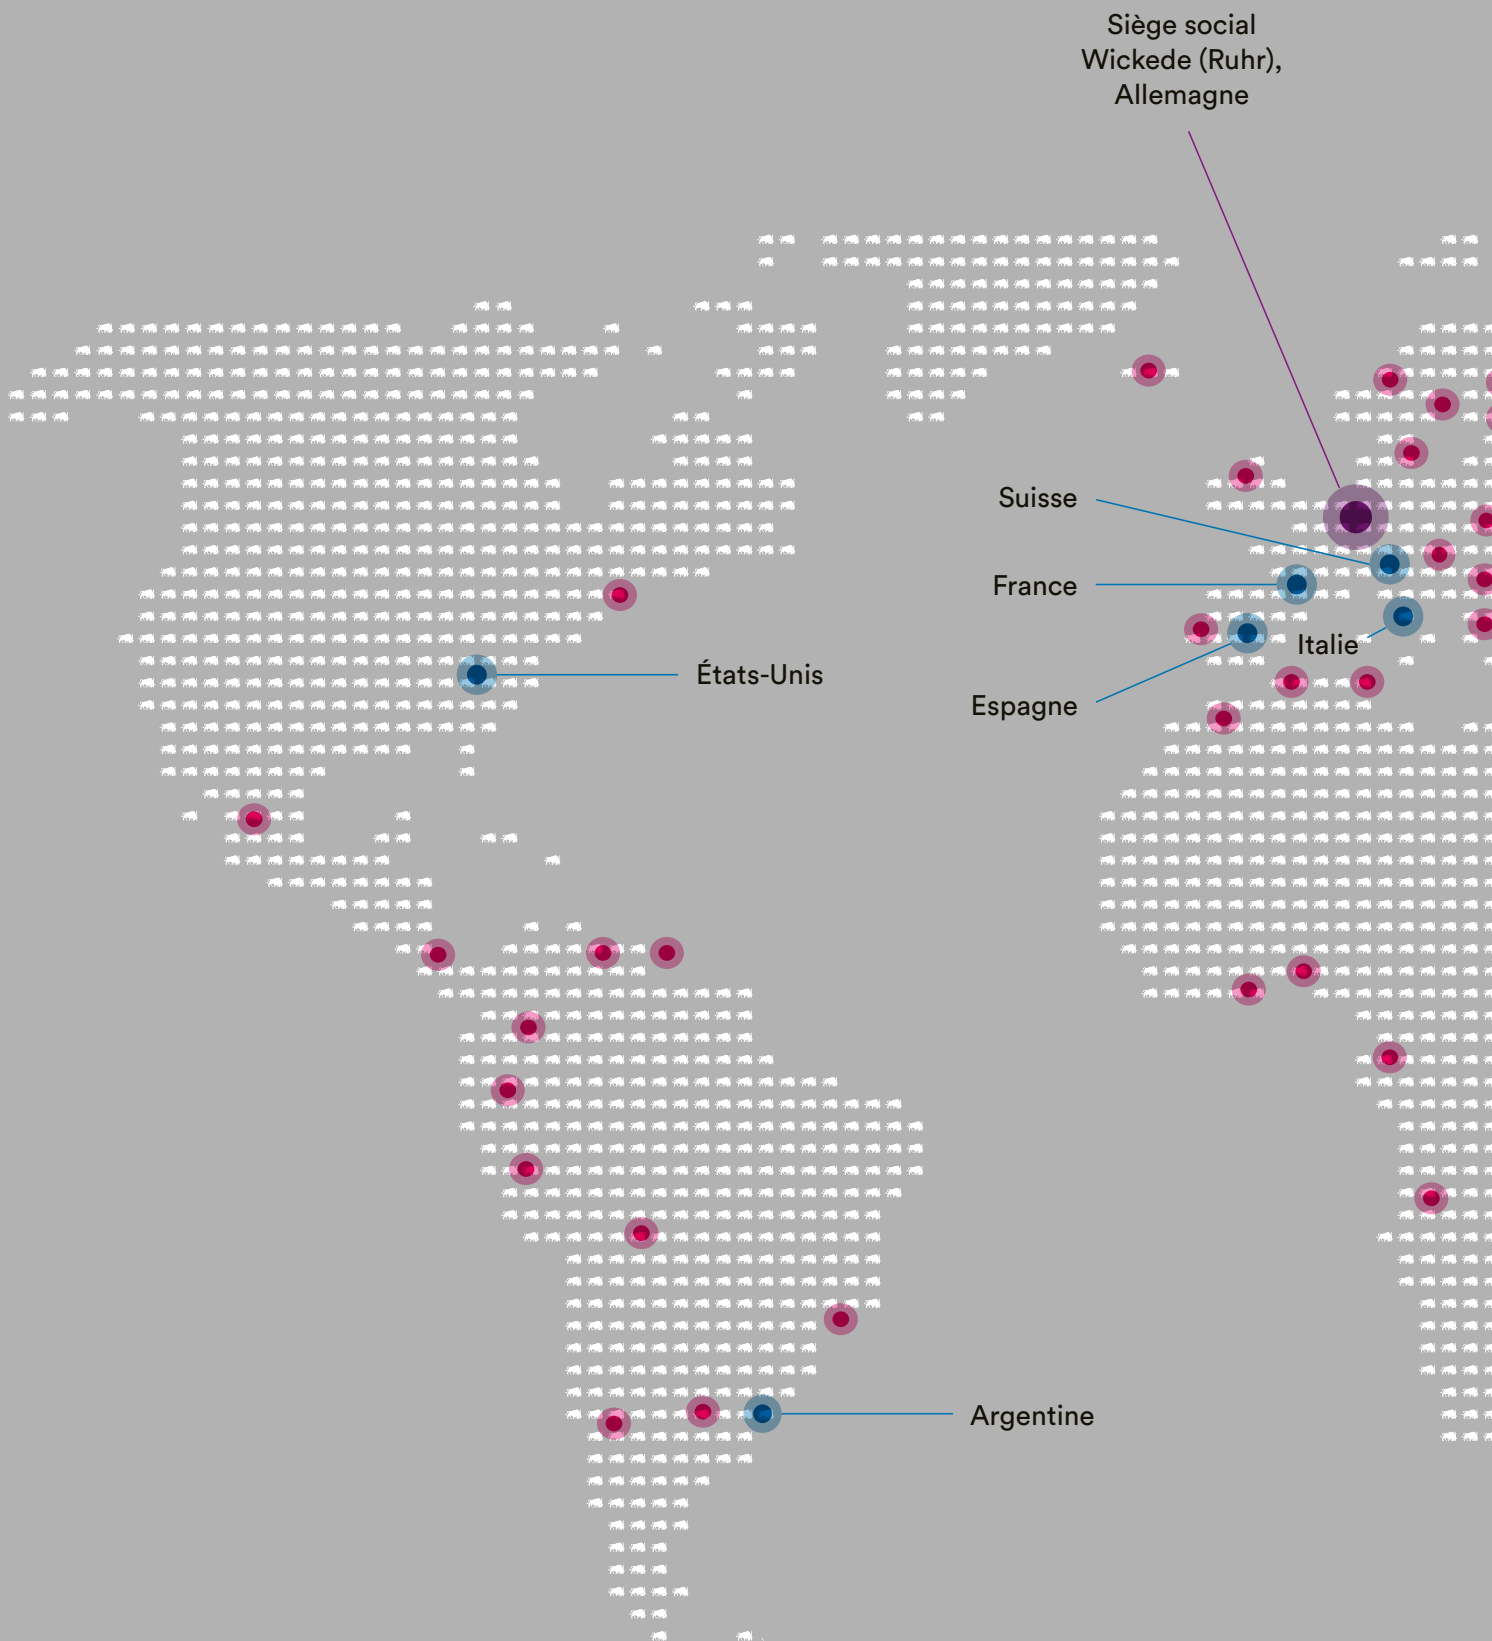 Siège social
Wickede (Ruhr),
Allemagne
Suisse
France
Italie
États-Unis
Espagne
Argentine